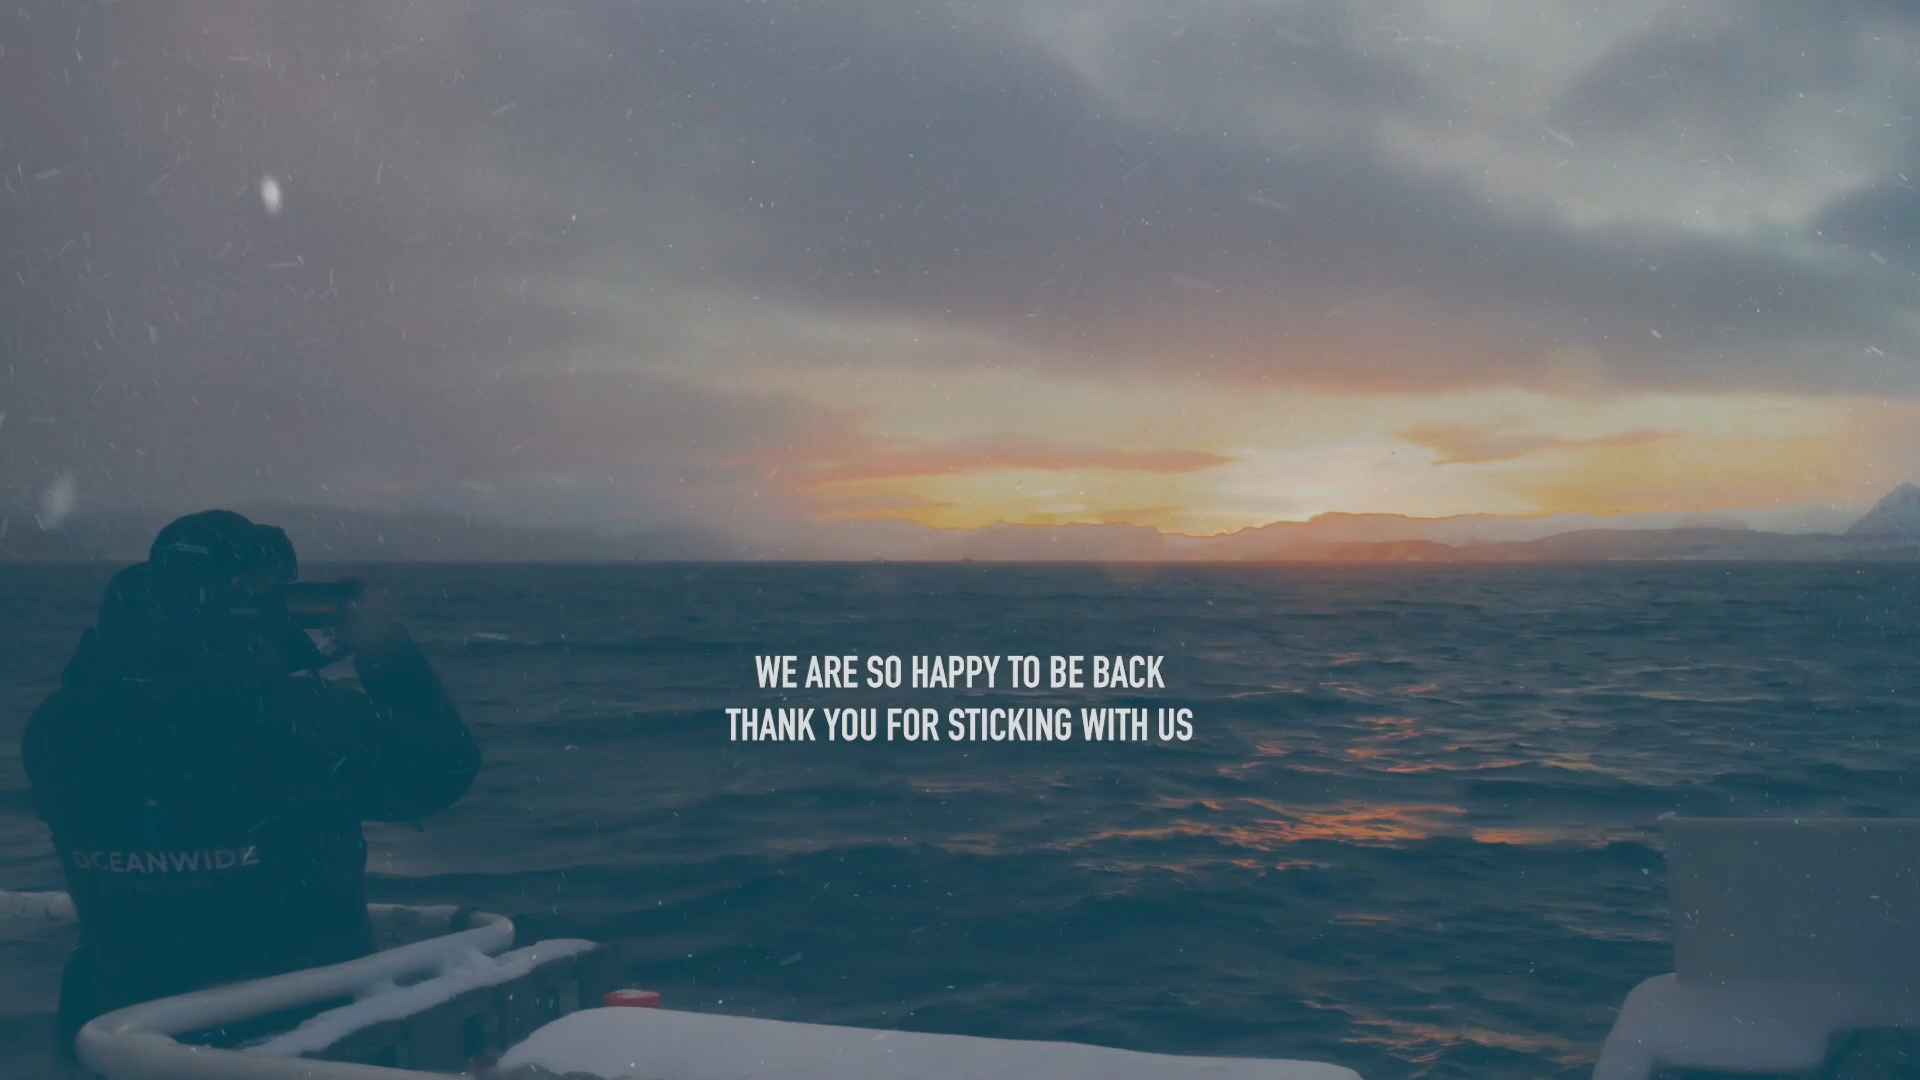 WE ARE SO HAPPY TO BE BACK
THANK YOU FOR STICKING WITH US
OCEANWIDE